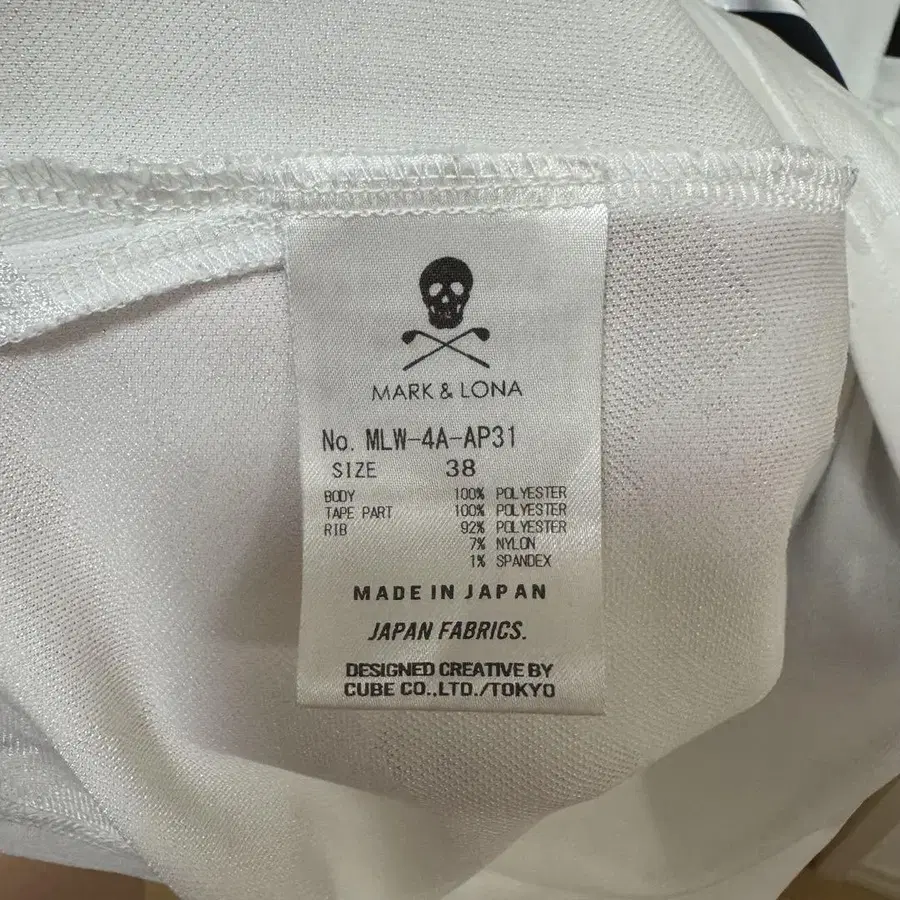 MARK & LONA
No. MLW-4A-AP31
SIZE 38
BODY 100% POLYESTER
TAPE PART 100% POLYESTER
RIB 92% POLYESTER
7% NYLON
1% SPANDEX
MADE IN JAPAN
JAPAN FABRICS.
DESIGNED CREATIVE BY
CUBE CO.,LTD./TOKYO